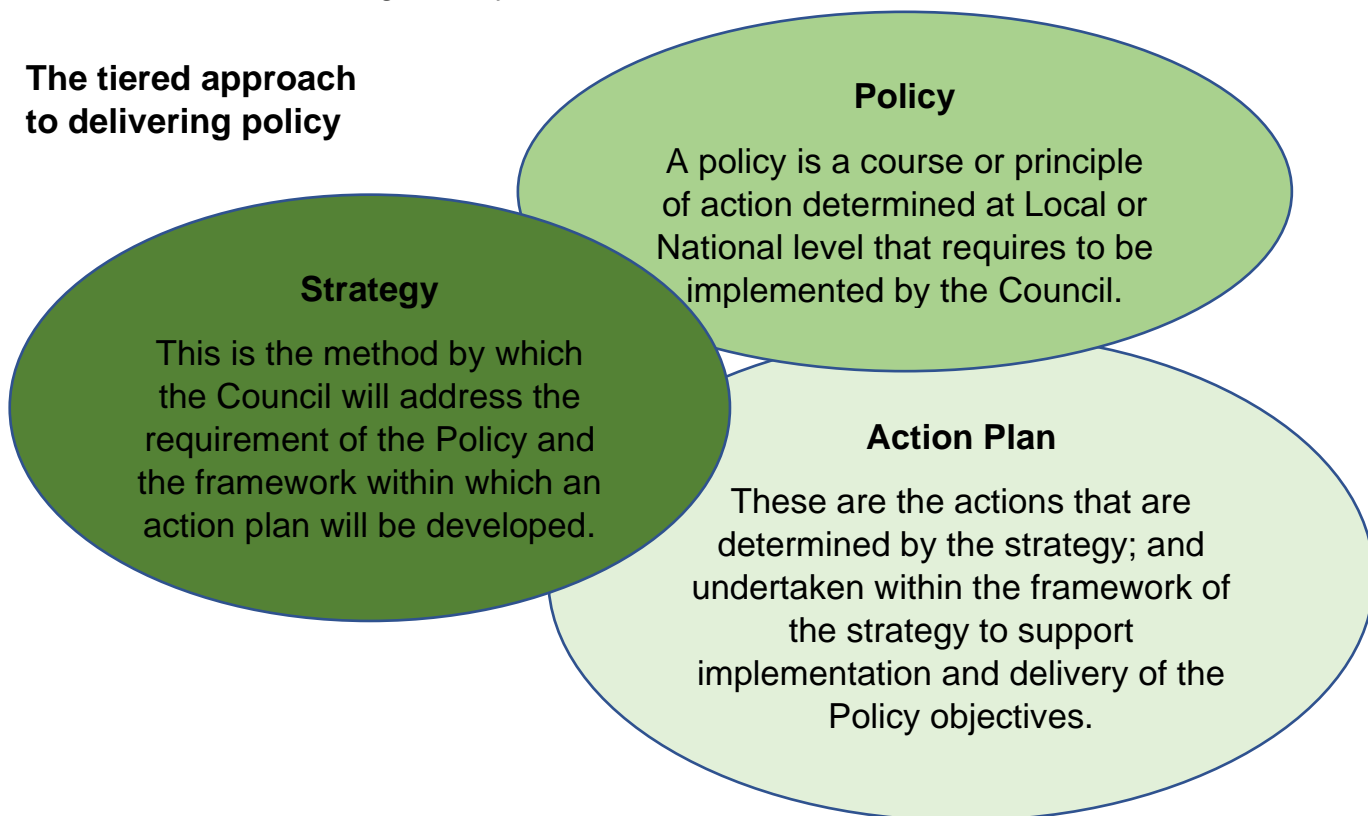 The tiered approach
to delivering policy
Policy
A policy is a course or principle
of action determined at Local or
National level that requires to be
implemented by the Council.
Strategy
This is the method by which
the Council will address the
requirement of the Policy and
the framework within which an
action plan will be developed.
Action Plan
These are the actions that are
determined by the strategy; and
undertaken within the framework of
the strategy to support
implementation and delivery of the
Policy objectives.